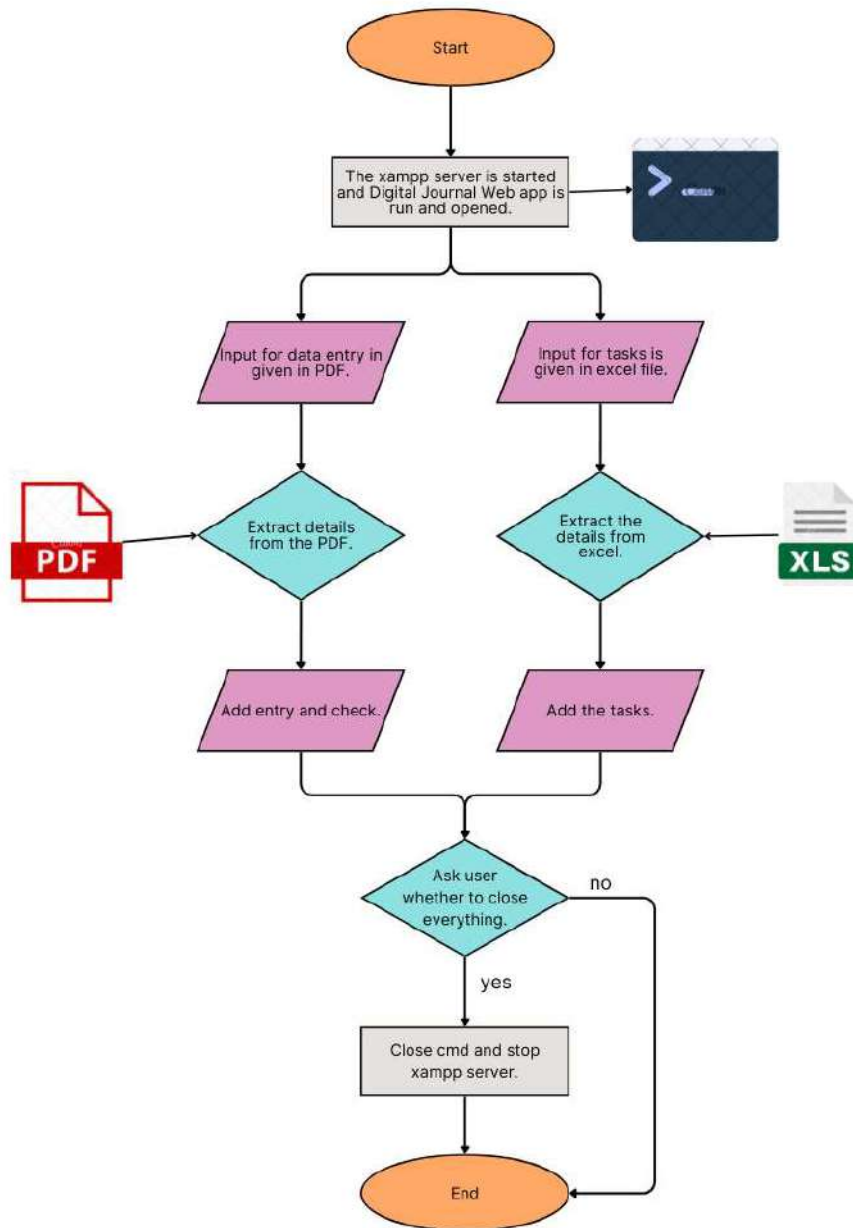 Start
The xampp server is started
and Digital Journal Web app is
run and opened.
Input for data entry in
given in PDF.
Input for tasks is
given in excel file.
Extract details
from the PDF.
Extract the
details from
excel.
PDF
XLS
Add entry and check.
Add the tasks.
Ask user
whether to close
everything.
no
yes
Close cmd and stop
xampp server.
End